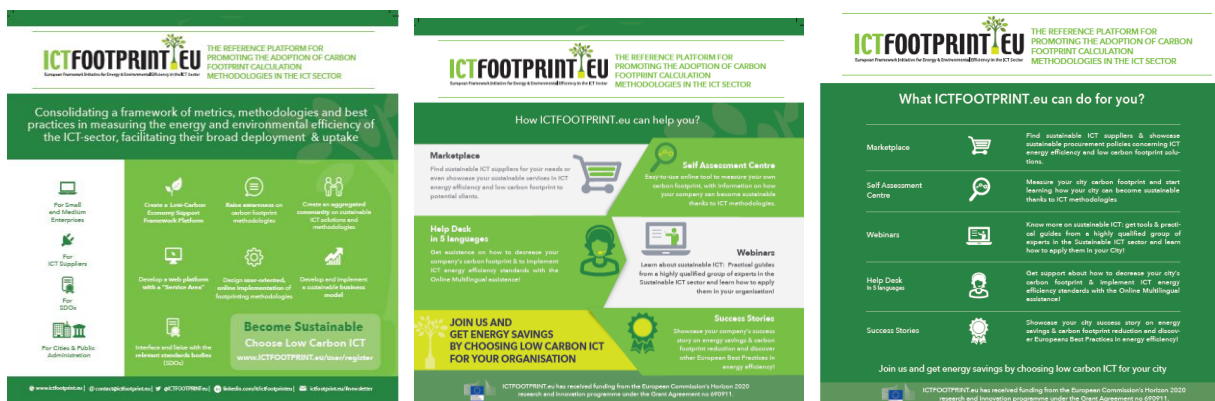 ICTFOOTPRINT EU
European Framework Initiative for Energy & Environmental Efficiency in the ICT Sector
THE REFERENCE PLATFORM FOR
PROMOTING THE ADOPTION OF CARBON
FOOTPRINT CALCULATION
METHODOLOGIES IN THE ICT SECTOR
Consolidating a framework of metrics, methodologies and best
practices in measuring the energy and environmental efficiency of
the ICT-sector, facilitating their broad deployment & uptake
For Small
and Medium
Enterprises
For
ICT Suppliers
For
SDOs
For Cities & Public
Administration
Create a Low-Carbon
Economy Support
Framework Platform
Raise awareness on
carbon footprint
methodologies
Create an aggregated
community on sustainable
ICT solutions and
methodologies
Develop a web platform
with a "Service Area"
Design user-oriented,
online implementation of
footprinting methodologies
Develop and implement
a sustainable business
model
Interface and liaise with the
relevant standards bodies
(SDOs)
Become Sustainable
Choose Low Carbon ICT
www.ICTFOOTPRINT.eu/user/register
www.ictfootprint.eu | contact@ictfootprint.eu | @ICTFOOTPRINTeu | linkedin.com/in/ictfootprinteu | ictfootprint.eu/newsletter
ICTFOOTPRINT EU
European Framework Initiative for Energy & Environmental Efficiency in the ICT Sector
THE REFERENCE PLATFORM FOR
PROMOTING THE ADOPTION OF CARBON
FOOTPRINT CALCULATION
METHODOLOGIES IN THE ICT SECTOR
How ICTFOOTPRINT.eu can help you?
Marketplace
Find sustainable ICT suppliers for your needs or
even showcase your sustainable services in ICT
energy efficiency and low carbon footprint to
potential clients.
Self Assessment Centre
Easy-to-use online tool to measure your own
carbon footprint, with information on how
your company can become sustainable
thanks to ICT methodologies.
Help Desk
in 5 languages
Get assistence on how to decrease your
company's carbon footprint & to implement
ICT energy efficiency standards with the
Online Multilingual assistence!
Webinars
Learn about sustainable ICT: Practical guides
from a highly qualified group of experts in the
Sustainable ICT sector and learn how to apply
them in your organisation!
JOIN US AND
GET ENERGY SAVINGS
BY CHOOSING LOW CARBON ICT
FOR YOUR ORGANISATION
Success Stories
Showcase your company's success
story on energy savings & carbon
footprint reduction and discover
other European Best Practices in
energy efficiency!
ICTFOOTPRINT.eu has received funding from the European Commission's Horizon 2020
research and innovation programme under the Grant Agreement no 690911.
ICTFOOTPRINT EU
European Framework Initiative for Energy & Environmental Efficiency in the ICT Sector
THE REFERENCE PLATFORM FOR
PROMOTING THE ADOPTION OF CARBON
FOOTPRINT CALCULATION
METHODOLOGIES IN THE ICT SECTOR
What ICTFOOTPRINT.eu can do for you?
Marketplace
Find sustainable ICT suppliers & showcase
sustainable procurement policies concerning ICT
energy efficiency and low carbon footprint solu-
tions.
Self Assessment
Centre
Measure your city carbon footprint and start
learning how your city can become sustainable
thanks to ICT methodologies
Webinars
Know more on sustainable ICT: get tools & practi-
cal guides from a highly qualified group of
experts in the Sustainable ICT sector and learn
how to apply them in your City!
Help Desk
in 5 languages
Get support about how to decrease your city's
carbon footprint & implement ICT energy
efficiency standards with the Online Multilingual
assistance!
Success Stories
Showcase your city success story on energy
savings & carbon footprint reduction and discov-
er Europeans Best Practices in energy efficiency!
Join us and get energy savings by choosing low carbon ICT for your city
ICTFOOTPRINT.eu has received funding from the European Commission's Horizon 2020
research and innovation programme under the Grant Agreement no 690911.